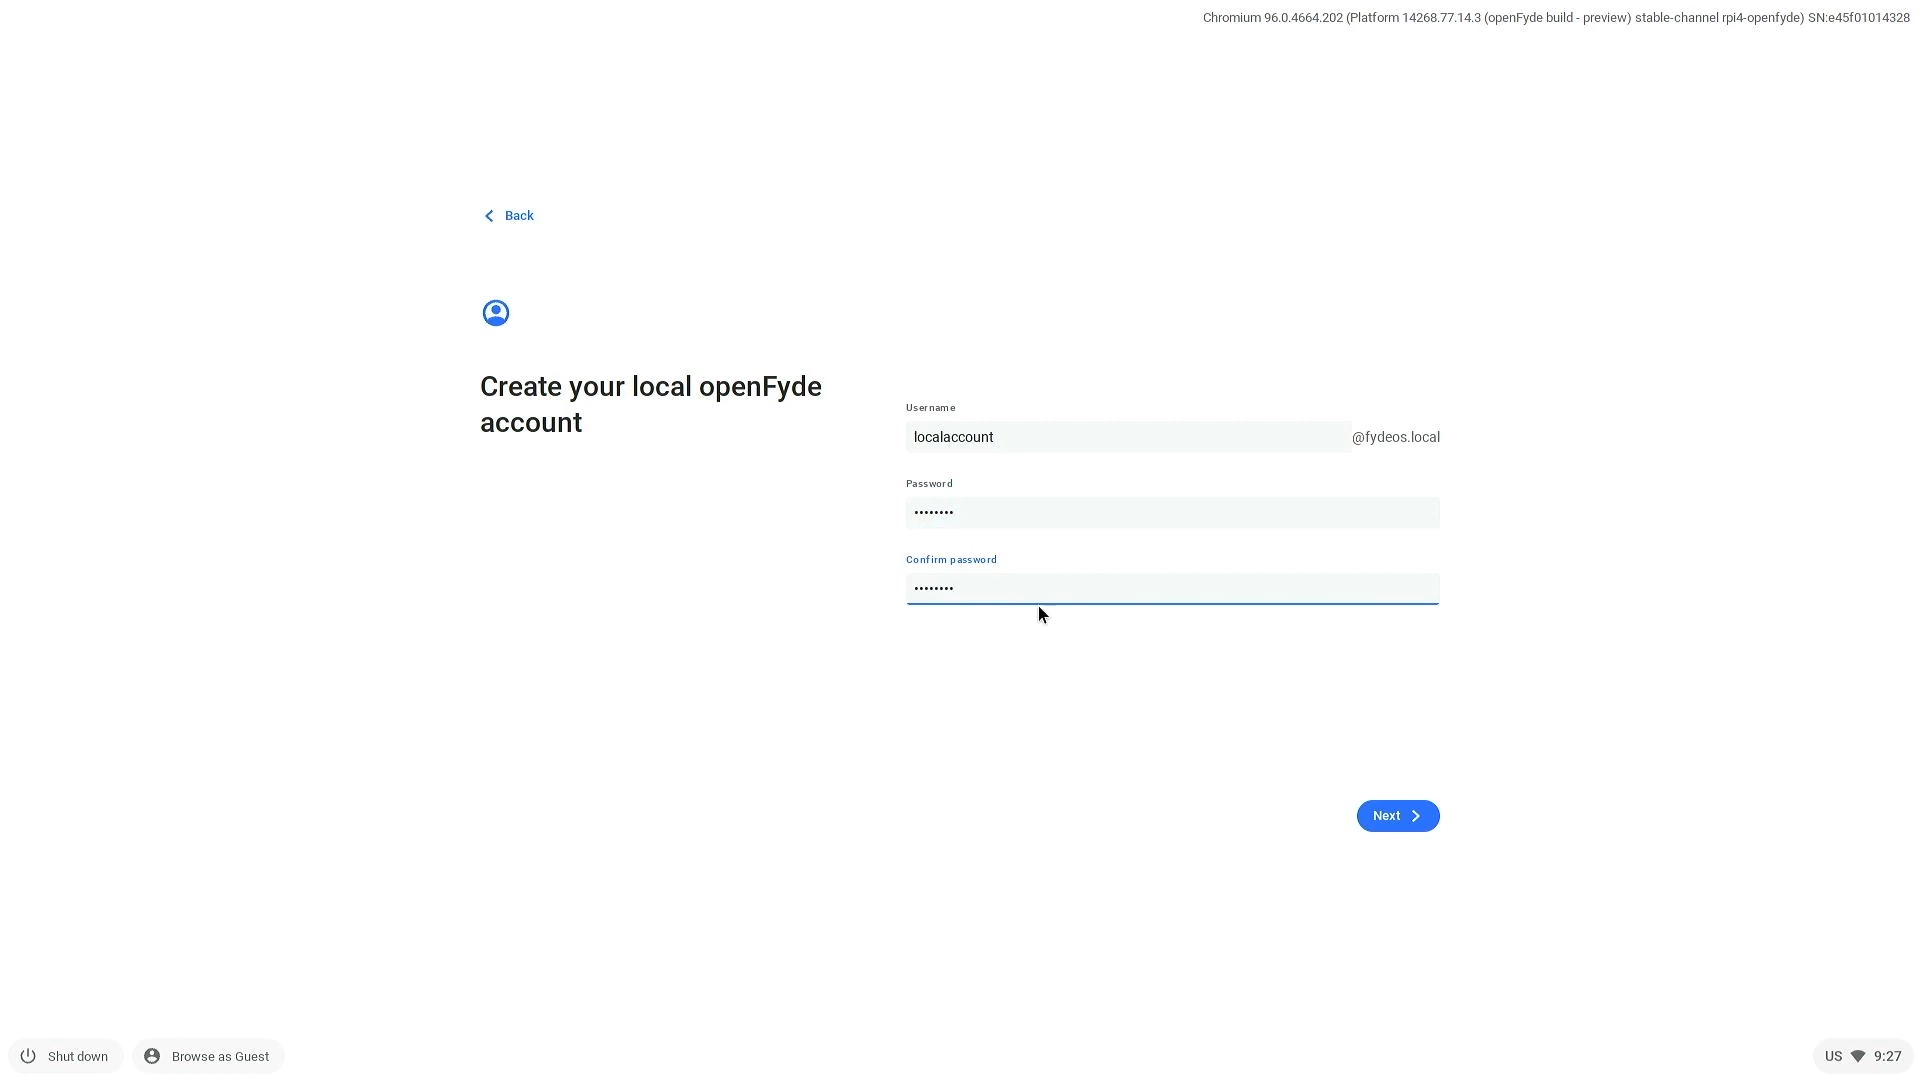 Chromium 96.0.4664.202 (Platform 14268.77.14.3 (openFyde build - preview) stable-channel rpi4-openfyde) SN:e45f01014328
Back
Create your local openFyde
account
Username
localaccount @fydeos.local
Password
••••••••
Confirm password
••••••••
Next
Shut down Browse as Guest US 9:27